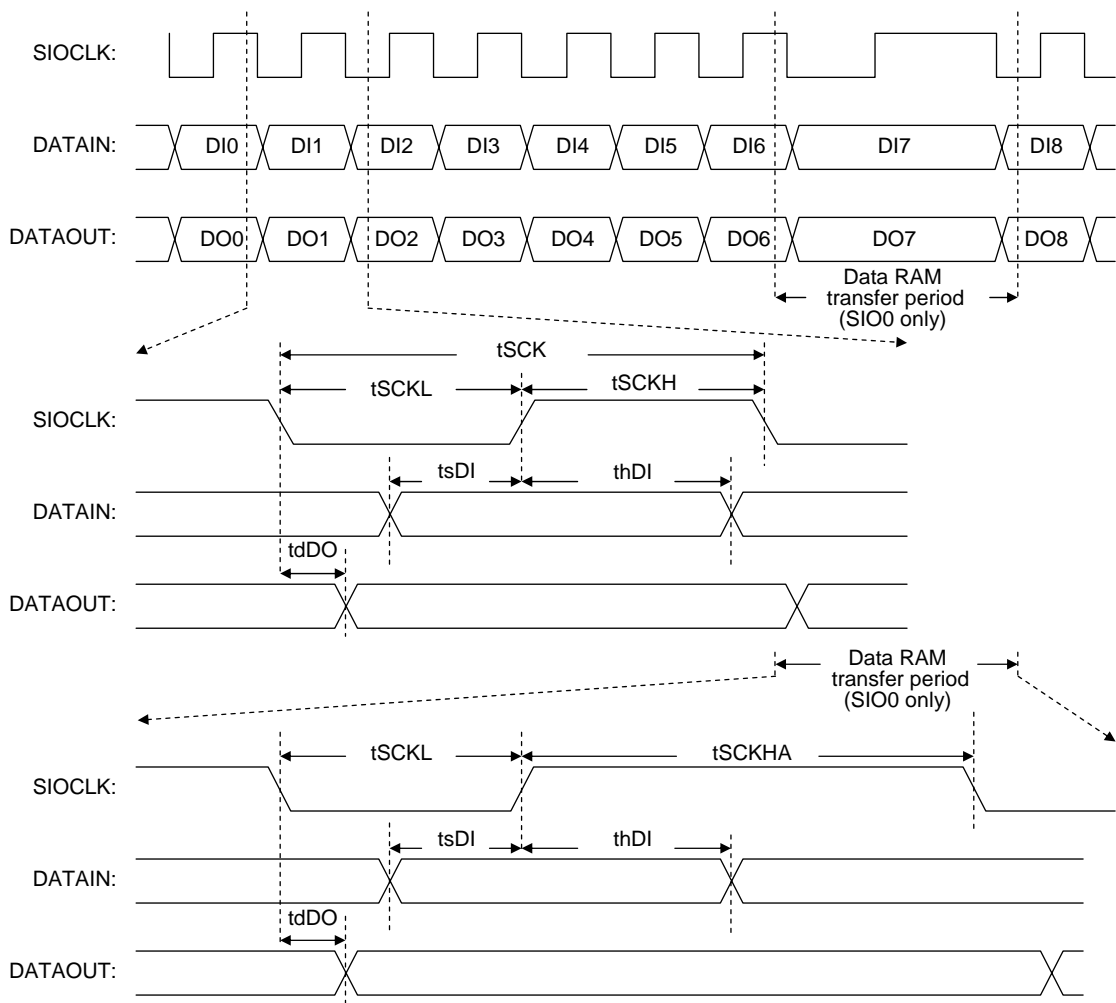 SIOCLK:
DATAIN: DI0 DI1 DI2 DI3 DI4 DI5 DI6 DI7 DI8
DATAOUT: DO0 DO1 DO2 DO3 DO4 DO5 DO6 DO7 DO8
Data RAM
transfer period
(SIO0 only)
tSCK
tSCKL tSCKH
SIOCLK:
tsDI thDI
DATAIN:
tdDO
DATAOUT:
Data RAM
transfer period
(SIO0 only)
tSCKL tSCKHA
SIOCLK:
tsDI thDI
DATAIN:
tdDO
DATAOUT: